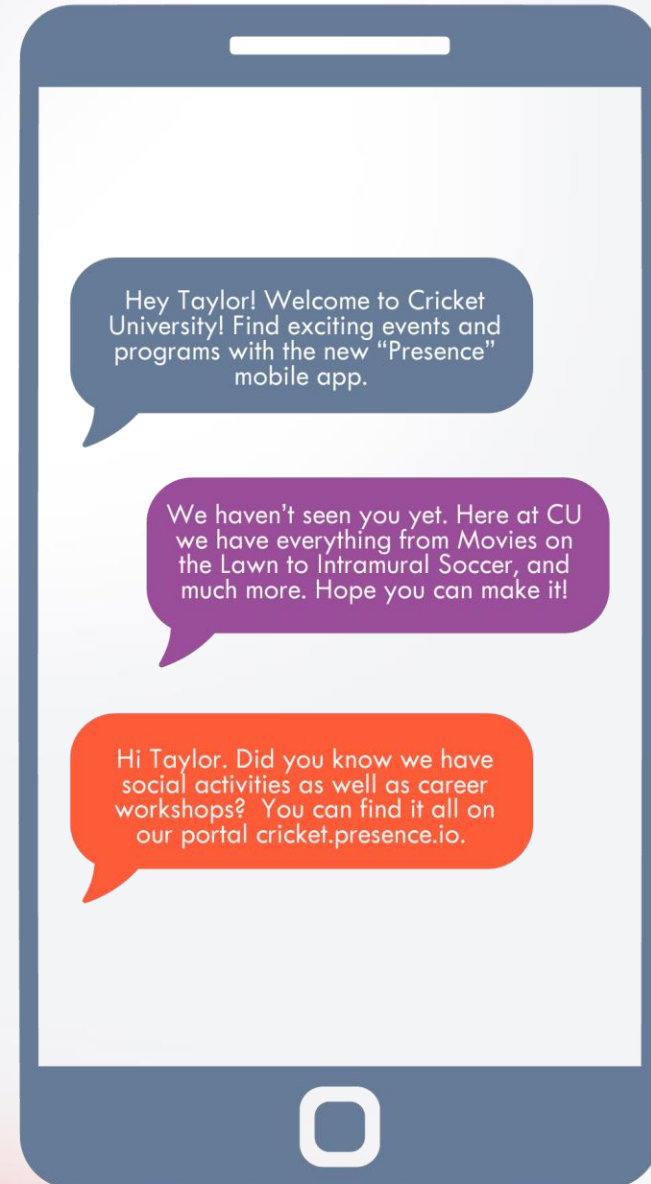 Hey Taylor! Welcome to Cricket
University! Find exciting events and
programs with the new “Presence”
mobile app.
We haven’t seen you yet. Here at CU
we have everything from Movies on
the Lawn to Intramural Soccer, and
much more. Hope you can make it!
Hi Taylor. Did you know we have
social activities as well as career
workshops?  You can find it all on
our portal cricket.presence.io.